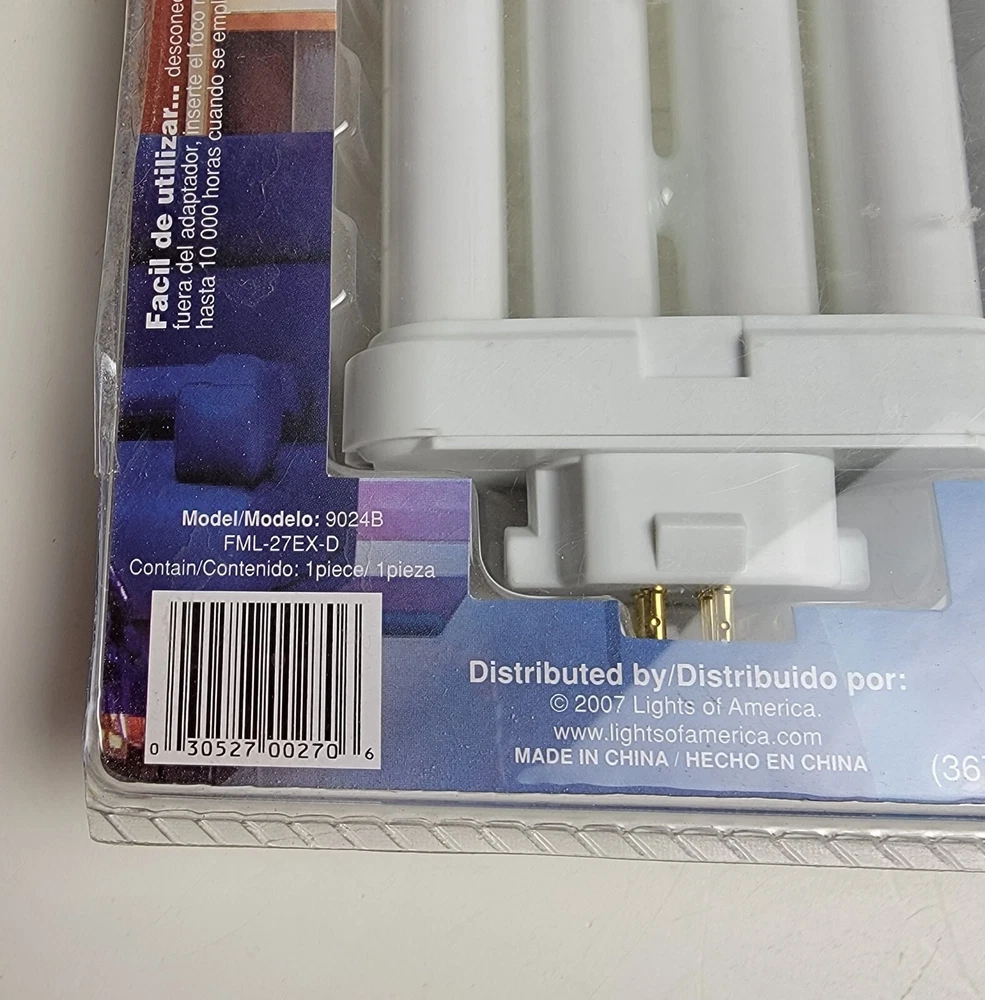 Facil de utilizar... desconec
fuera del adaptador, inserte el foco
hasta 10 000 horas cuando se empl
Model/Modelo: 9024B
FML-27EX-D
Contain/Contenido: 1piece/ 1pieza
0 30527 00270 6
Distributed by/Distribuido por:
© 2007 Lights of America.
www.lightsofamerica.com
MADE IN CHINA / HECHO EN CHINA
(367